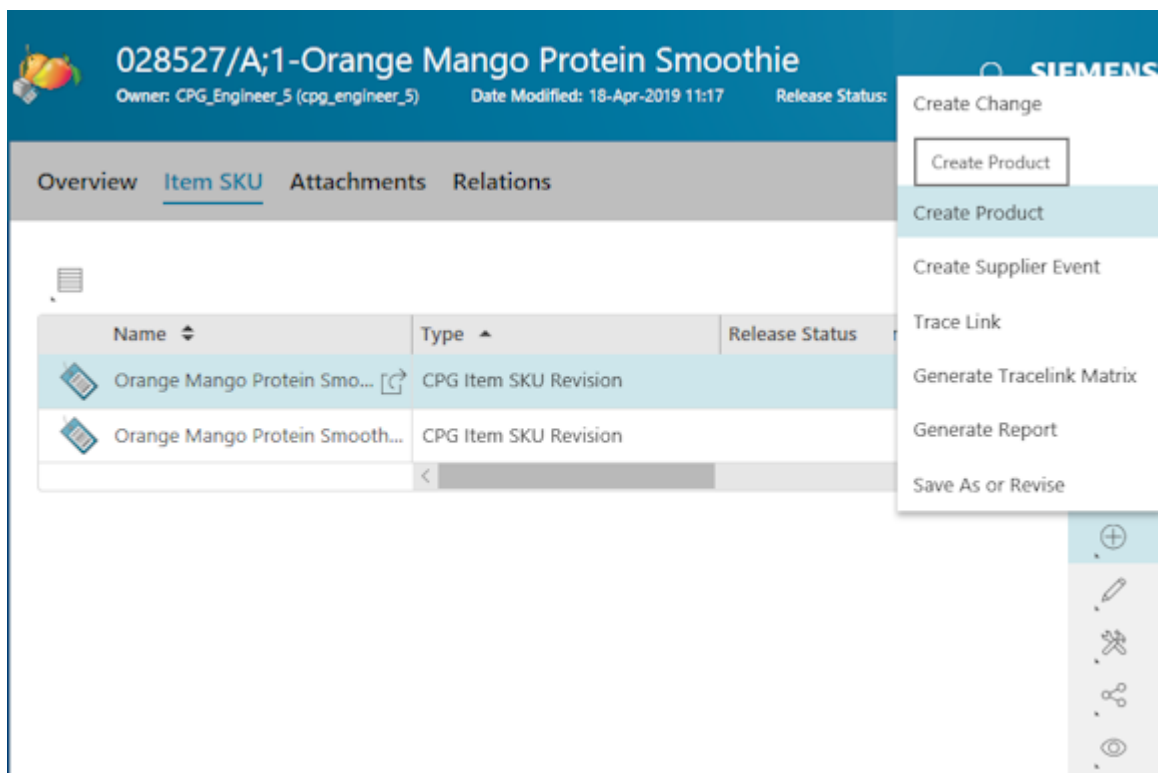 028527/A;1-Orange Mango Protein Smoothie
SIEMENS
Owner: CPG_Engineer_5 (cpg_engineer_5) Date Modified: 18-Apr-2019 11:17 Release Status:
Create Change
Create Product
Overview Item SKU Attachments Relations
Create Product
Create Supplier Event
Trace Link
Name Type Release Status
Orange Mango Protein Smo... CPG Item SKU Revision
Generate Tracelink Matrix
Orange Mango Protein Smooth... CPG Item SKU Revision
Generate Report
Save As or Revise